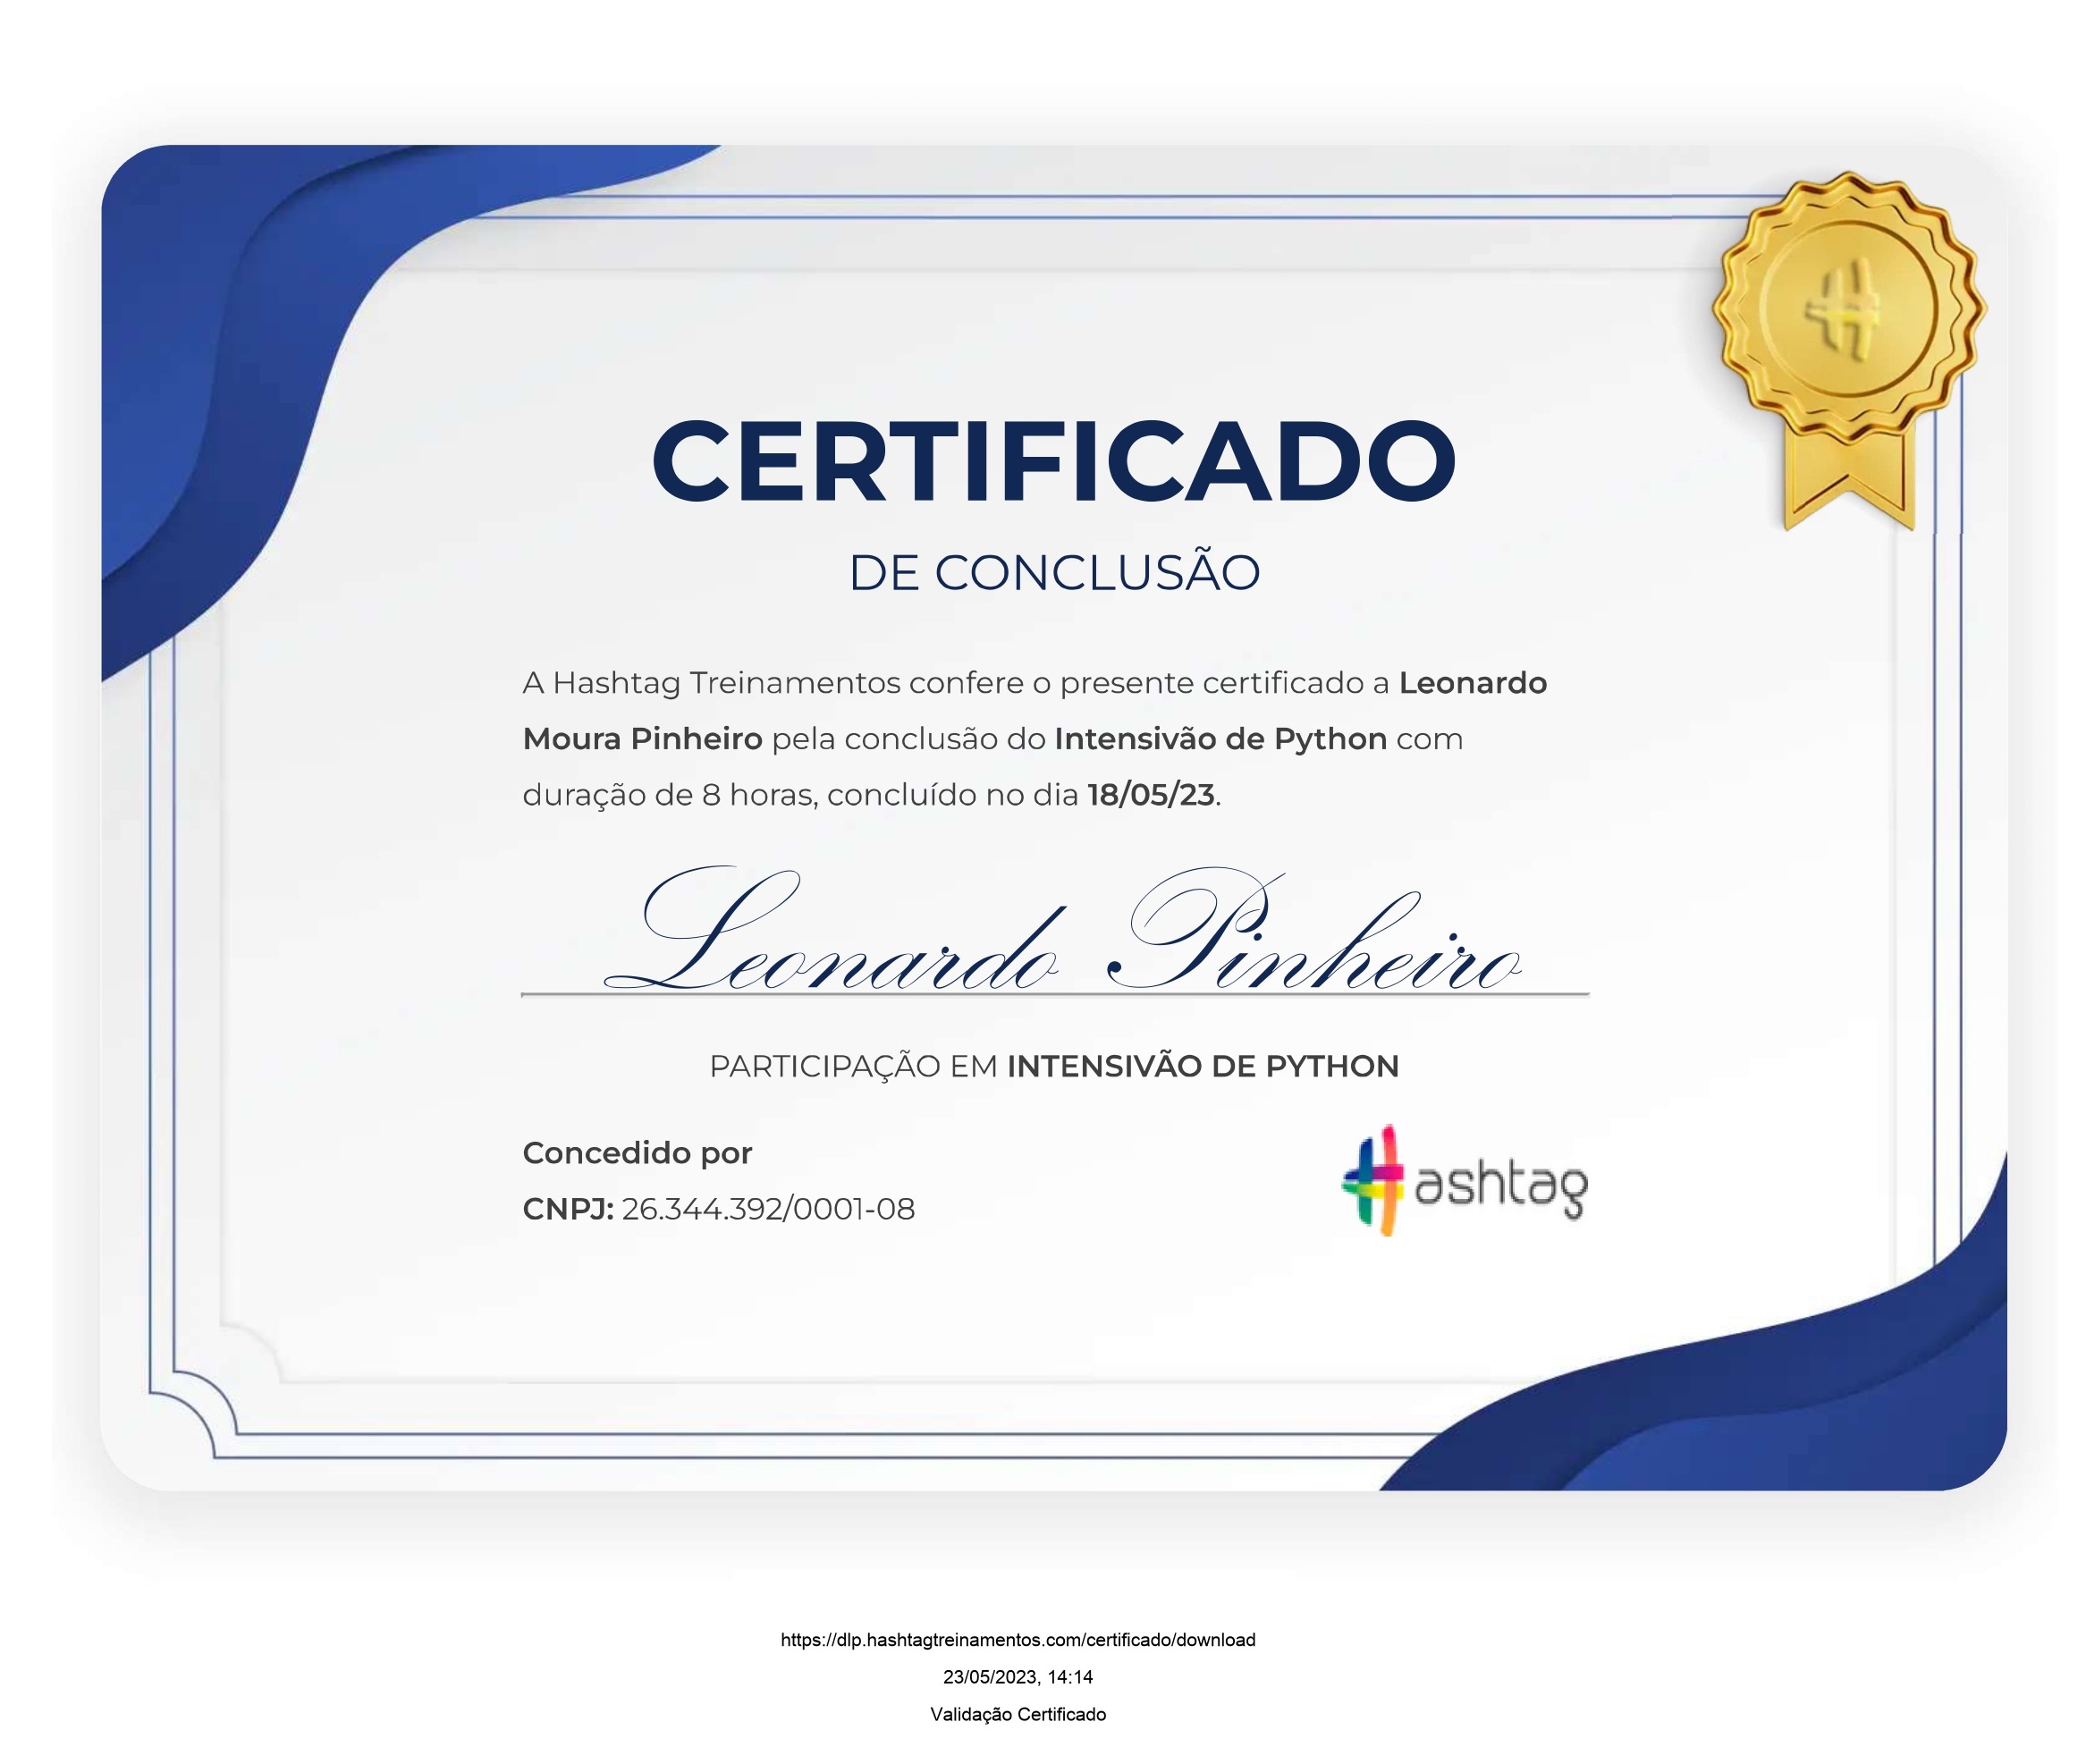 CERTIFICADO
DE CONCLUSÃO
A Hashtag Treinamentos confere o presente certificado a Leonardo
Moura Pinheiro pela conclusão do Intensivão de Python com
duração de 8 horas, concluído no dia 18/05/23.
Leonardo Pinheiro
PARTICIPAÇÃO EM INTENSIVÃO DE PYTHON
Concedido por
CNPJ: 26.344.392/0001-08
ashtag
https://dlp.hashtagtreinamentos.com/certificado/download
23/05/2023, 14:14
Validação Certificado